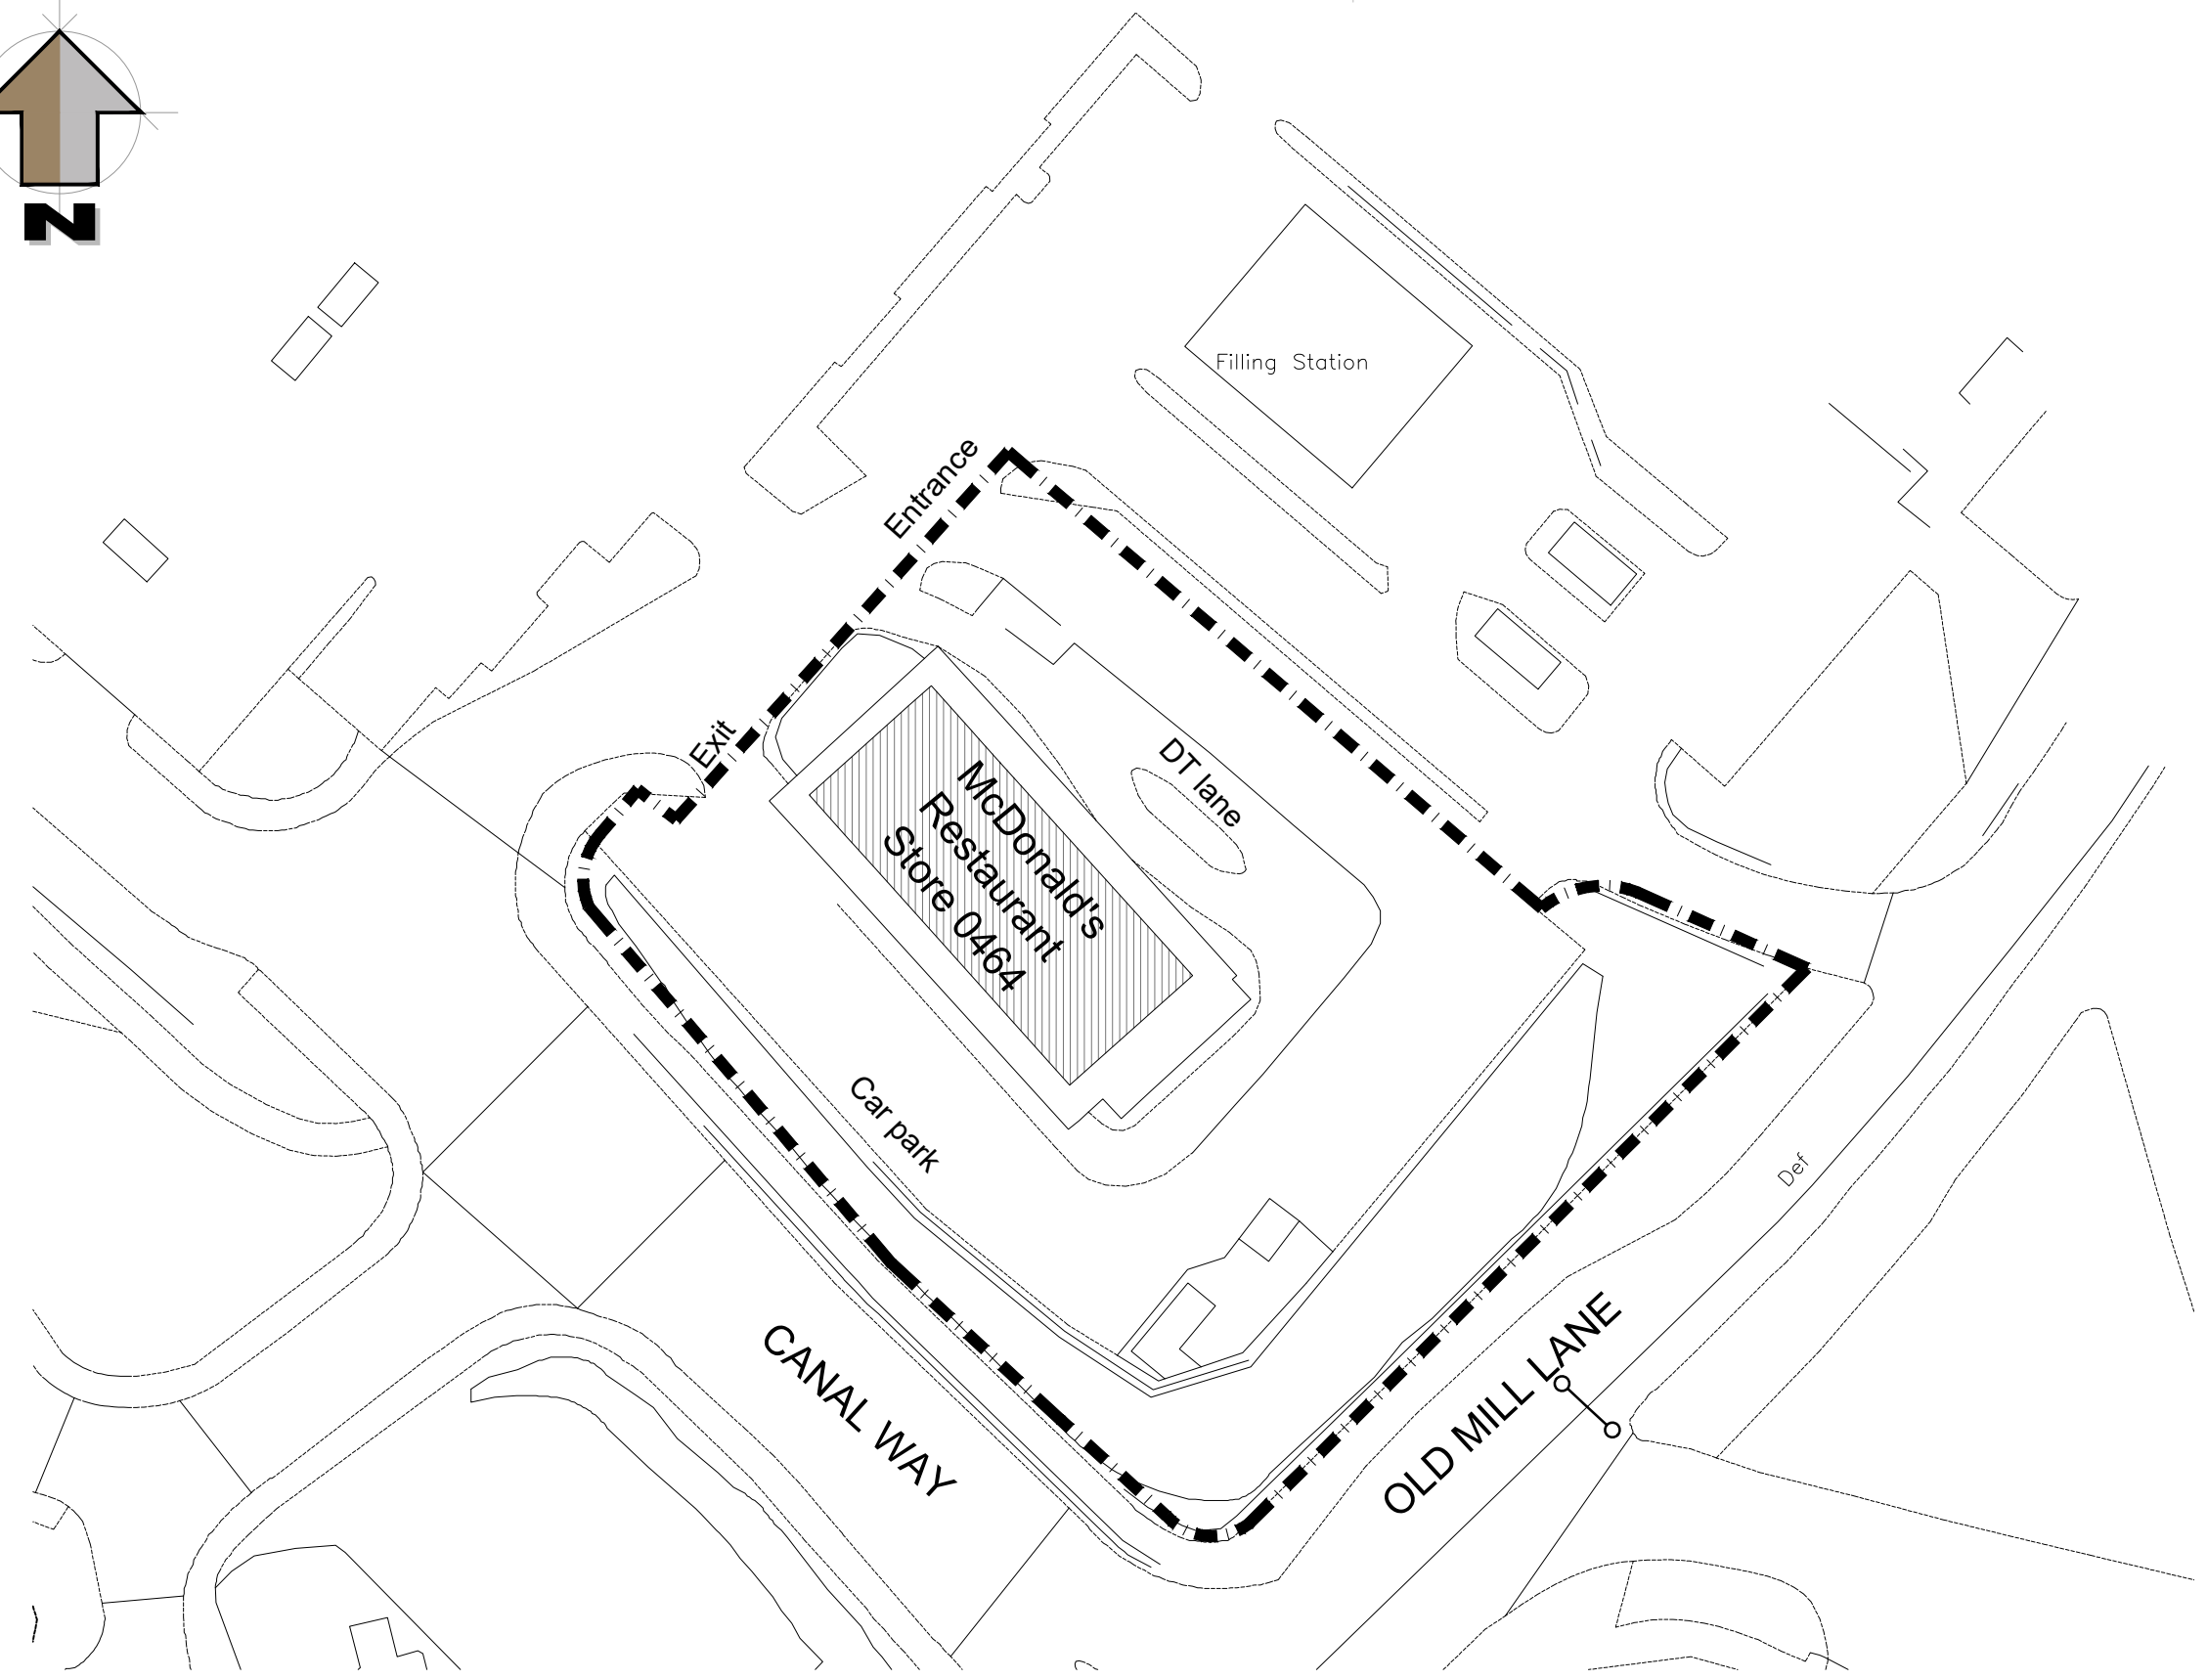 N
Filling Station
Entrance
Exit
DT lane
McDonald's
Restaurant
Store 0464
Car park
Def
CANAL WAY
OLD MILL LANE